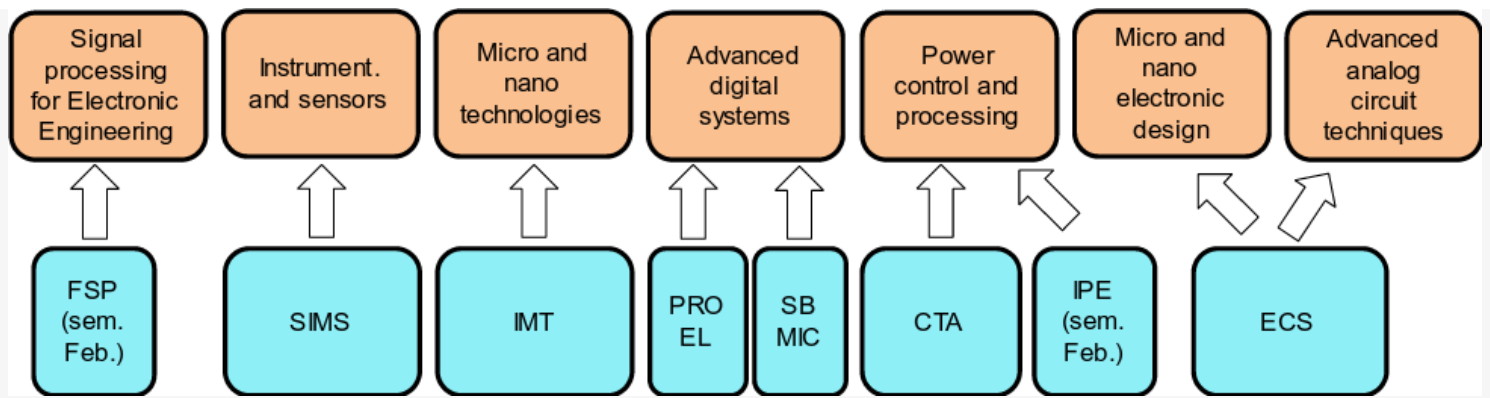 Signal
processing
for Electronic
Engineering
Instrument.
and sensors
Micro and
nano
technologies
Advanced
digital
systems
Power
control and
processing
Micro and
nano
electronic
design
Advanced
analog
circuit
techniques
FSP
(sem.
Feb.)
SIMS
IMT
PRO
EL
SB
MIC
CTA
IPE
(sem.
Feb.)
ECS